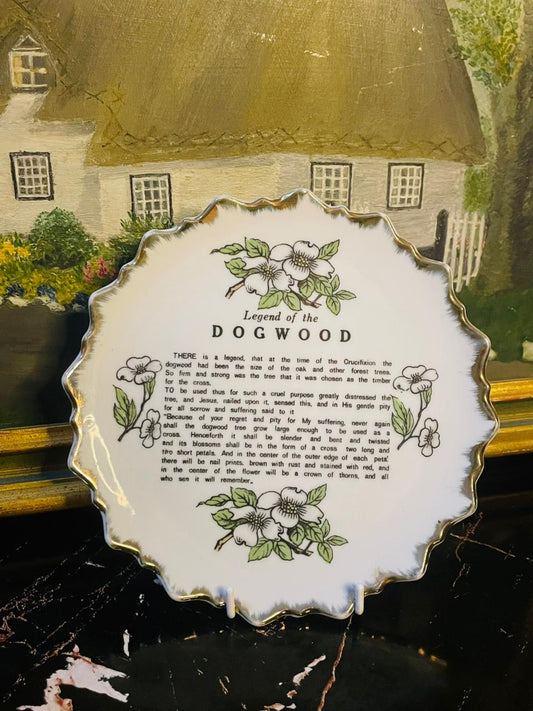 Legend of the
DOGWOOD
THERE is a legend, that at the time of the Crucifixion the
dogwood had been the size of the oak and other forest trees.
So firm and strong was the tree that it was chosen as the timber
for the cross.
TO be used thus for such a cruel purpose greatly distressed the
tree, and Jesus, nailed upon it, sensed this, and in His gentle pity
for all sorrow and suffering said to it
"Because of your regret and pity for My suffering, never again
shall the dogwood tree grow large enough to be used as a
cross. Henceforth it shall be slender and bent and twisted
and its blossoms shall be in the form of a cross two long and
two short petals. And in the center of the outer edge of each petal
there will be nail prints, brown with rust and stained with red, and
in the center of the flower will be a crown of thorns, and all
who see it will remember.